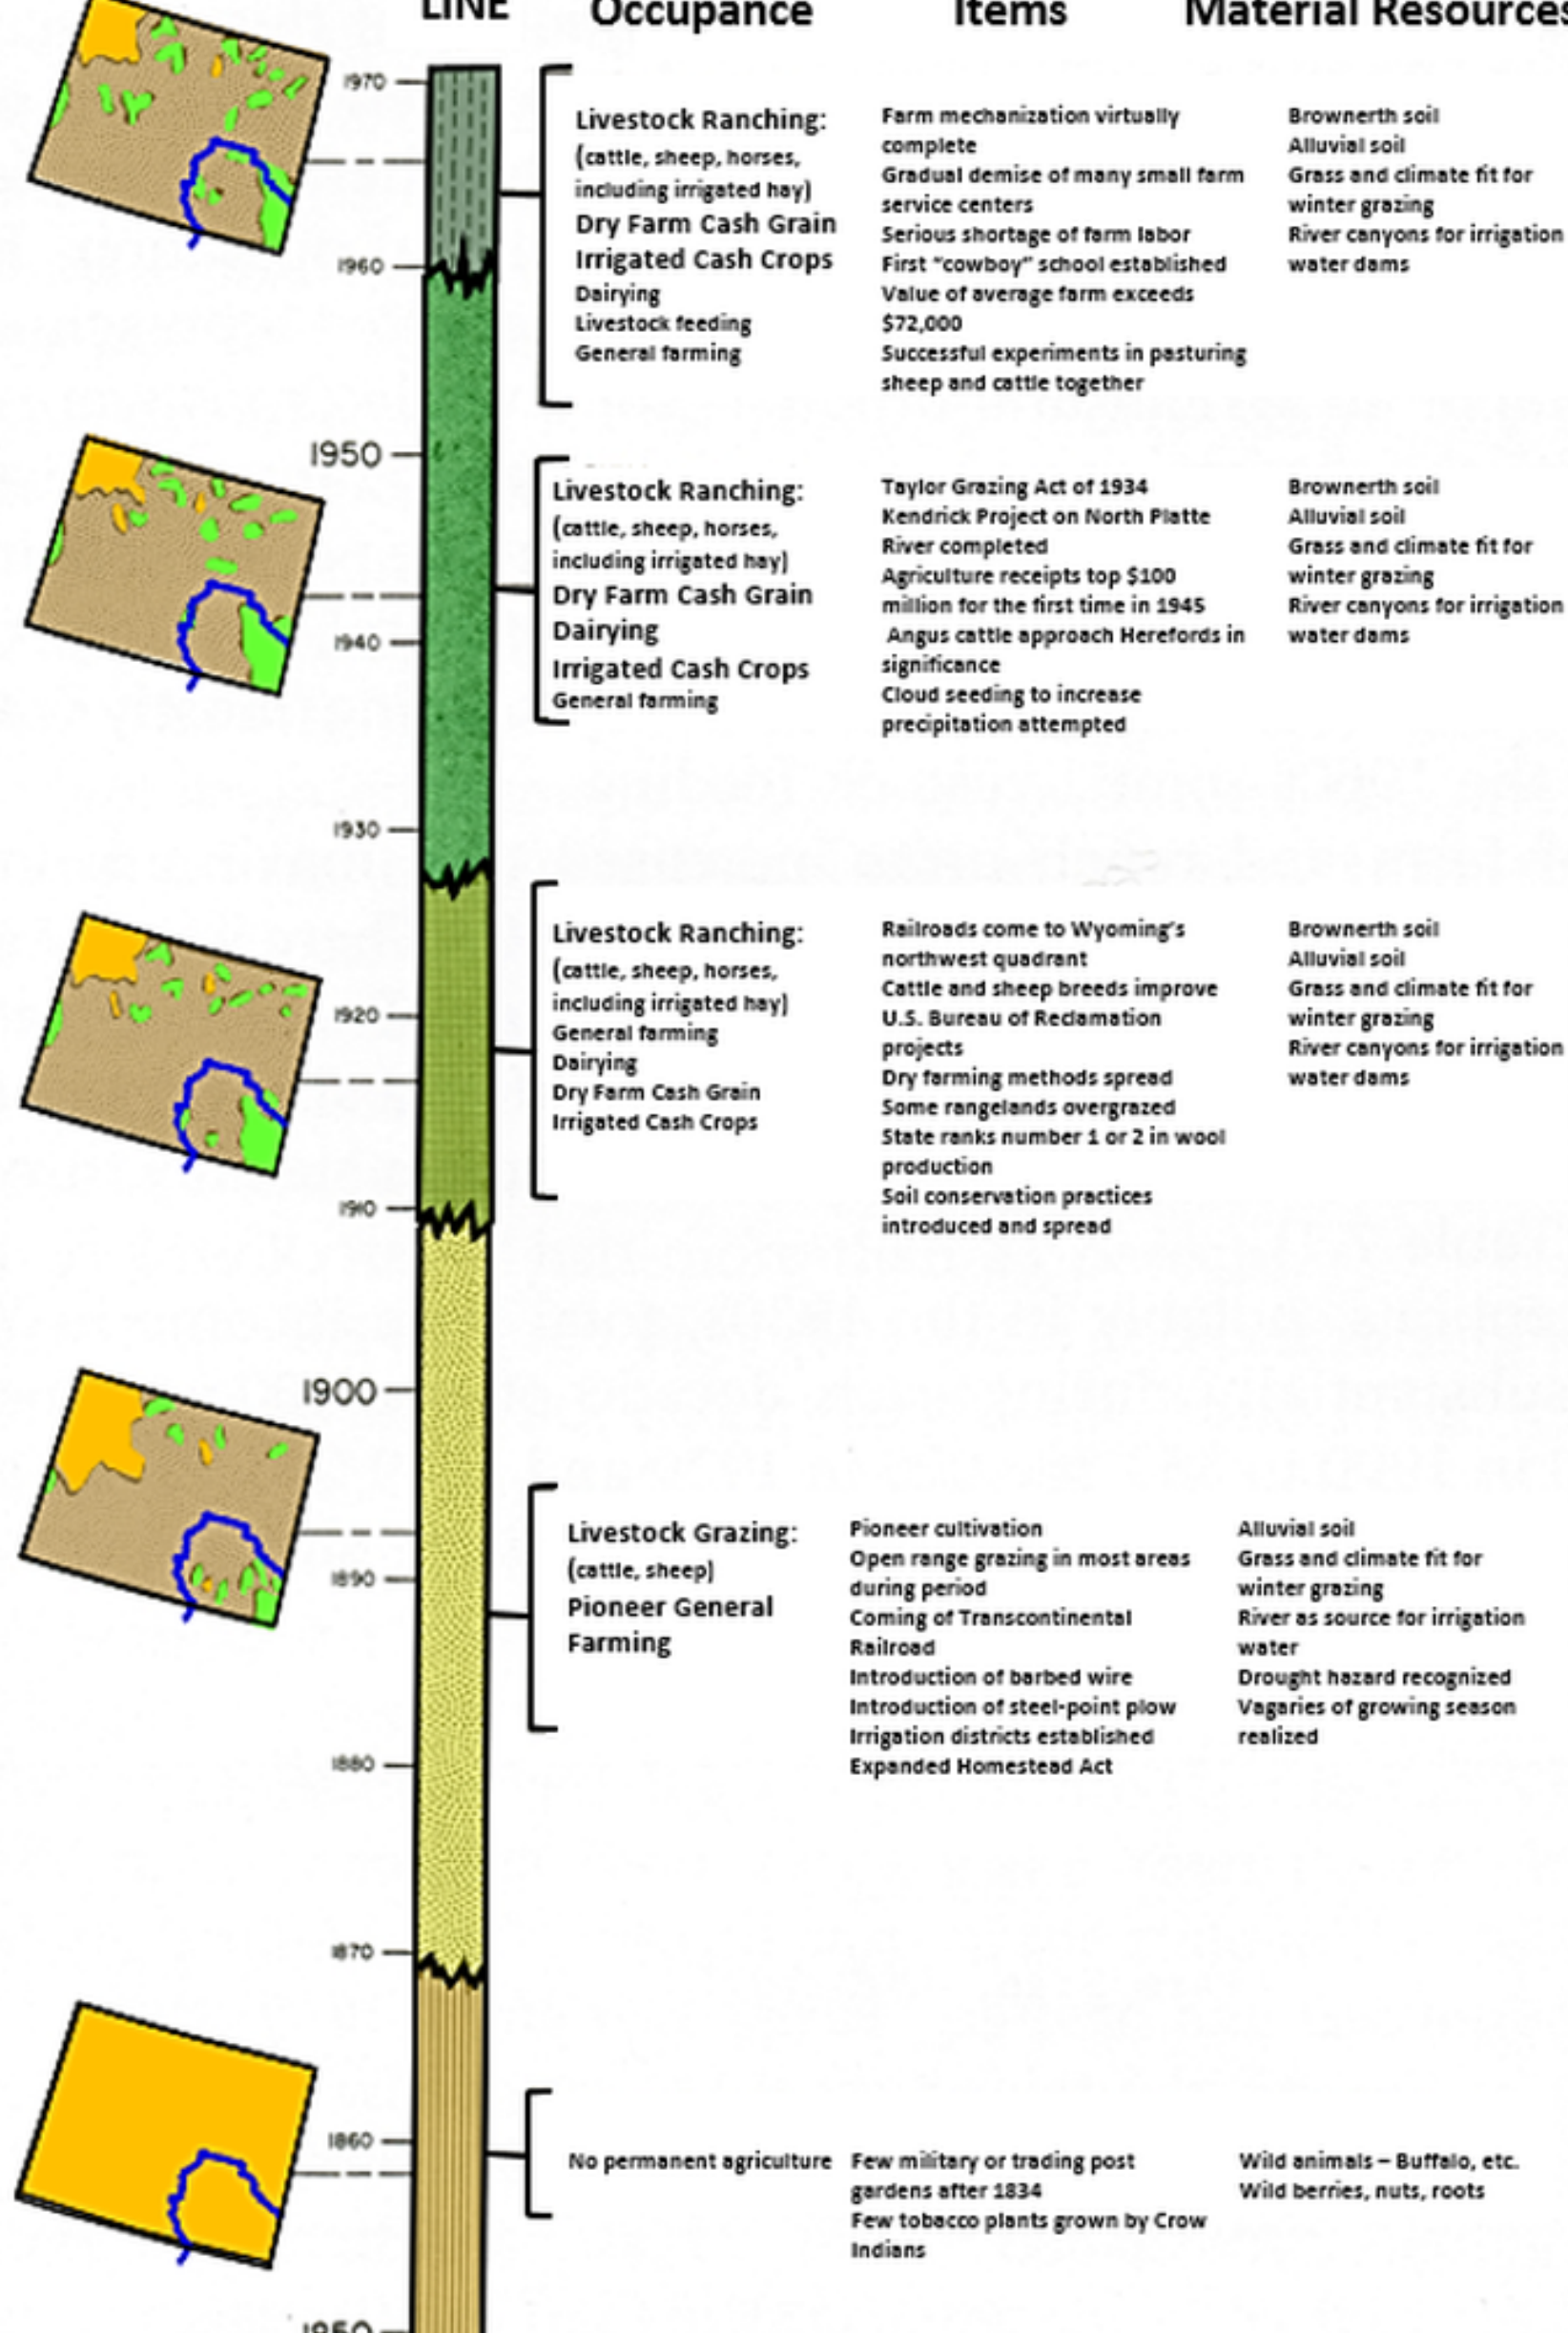 LINE
Occupance
Items
Material Resources
1970
Livestock Ranching:
(cattle, sheep, horses,
including irrigated hay)
Dry Farm Cash Grain
Irrigated Cash Crops
Dairying
Livestock feeding
General farming
Farm mechanization virtually
complete
Gradual demise of many small farm
service centers
Serious shortage of farm labor
First “cowboy” school established
Value of average farm exceeds
$72,000
Successful experiments in pasturing
sheep and cattle together
Brownerth soil
Alluvial soil
Grass and climate fit for
winter grazing
River canyons for irrigation
water dams
1960
1950
Livestock Ranching:
(cattle, sheep, horses,
including irrigated hay)
Dry Farm Cash Grain
Dairying
Irrigated Cash Crops
General farming
Taylor Grazing Act of 1934
Kendrick Project on North Platte
River completed
Agriculture receipts top $100
million for the first time in 1945
Angus cattle approach Herefords in
significance
Cloud seeding to increase
precipitation attempted
Brownerth soil
Alluvial soil
Grass and climate fit for
winter grazing
River canyons for irrigation
water dams
1940
1930
Livestock Ranching:
(cattle, sheep, horses,
including irrigated hay)
General farming
Dairying
Dry Farm Cash Grain
Irrigated Cash Crops
Railroads come to Wyoming’s
northwest quadrant
Cattle and sheep breeds improve
U.S. Bureau of Reclamation
projects
Dry farming methods spread
Some rangelands overgrazed
State ranks number 1 or 2 in wool
production
Soil conservation practices
introduced and spread
Brownerth soil
Alluvial soil
Grass and climate fit for
winter grazing
River canyons for irrigation
water dams
1920
1910
1900
Livestock Grazing:
(cattle, sheep)
Pioneer General
Farming
Pioneer cultivation
Open range grazing in most areas
during period
Coming of Transcontinental
Railroad
Introduction of barbed wire
Introduction of steel-point plow
Irrigation districts established
Expanded Homestead Act
Alluvial soil
Grass and climate fit for
winter grazing
River as source for irrigation
water
Drought hazard recognized
Vagaries of growing season
realized
1890
1880
1870
1860
No permanent agriculture
Few military or trading post
gardens after 1834
Few tobacco plants grown by Crow
Indians
Wild animals – Buffalo, etc.
Wild berries, nuts, roots
1850